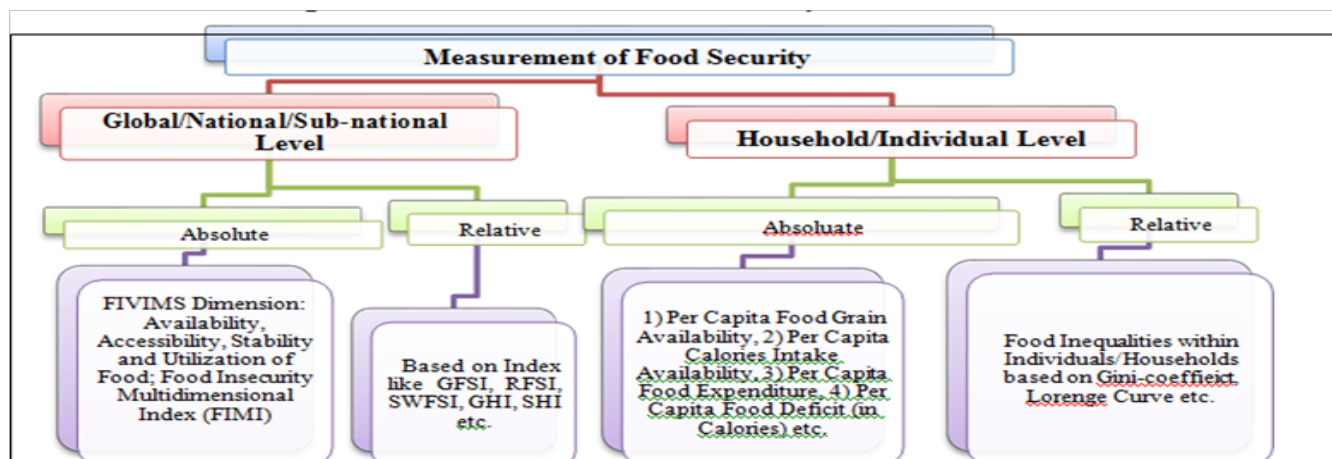 Measurement of Food Security
Global/National/Sub-national
Level
Household/Individual Level
Absolute
Relative
Absoluate
Relative
FIVIMS Dimension:
Availability,
Accessibility, Stability
and Utilization of
Food; Food Insecurity
Multidimensional
Index (FIMI)
Based on Index
like GFSI, RFSI,
SWFSI, GHI, SHI
etc.
1) Per Capita Food Grain
Availability, 2) Per Capita
Calories Intake
Availability, 3) Per Capita
Food Expenditure, 4) Per
Capita Food Deficit (in
Calories) etc.
Food Inequalities within
Individuals/Households
based on Gini-coeffieict,
Lorenge Curve etc.